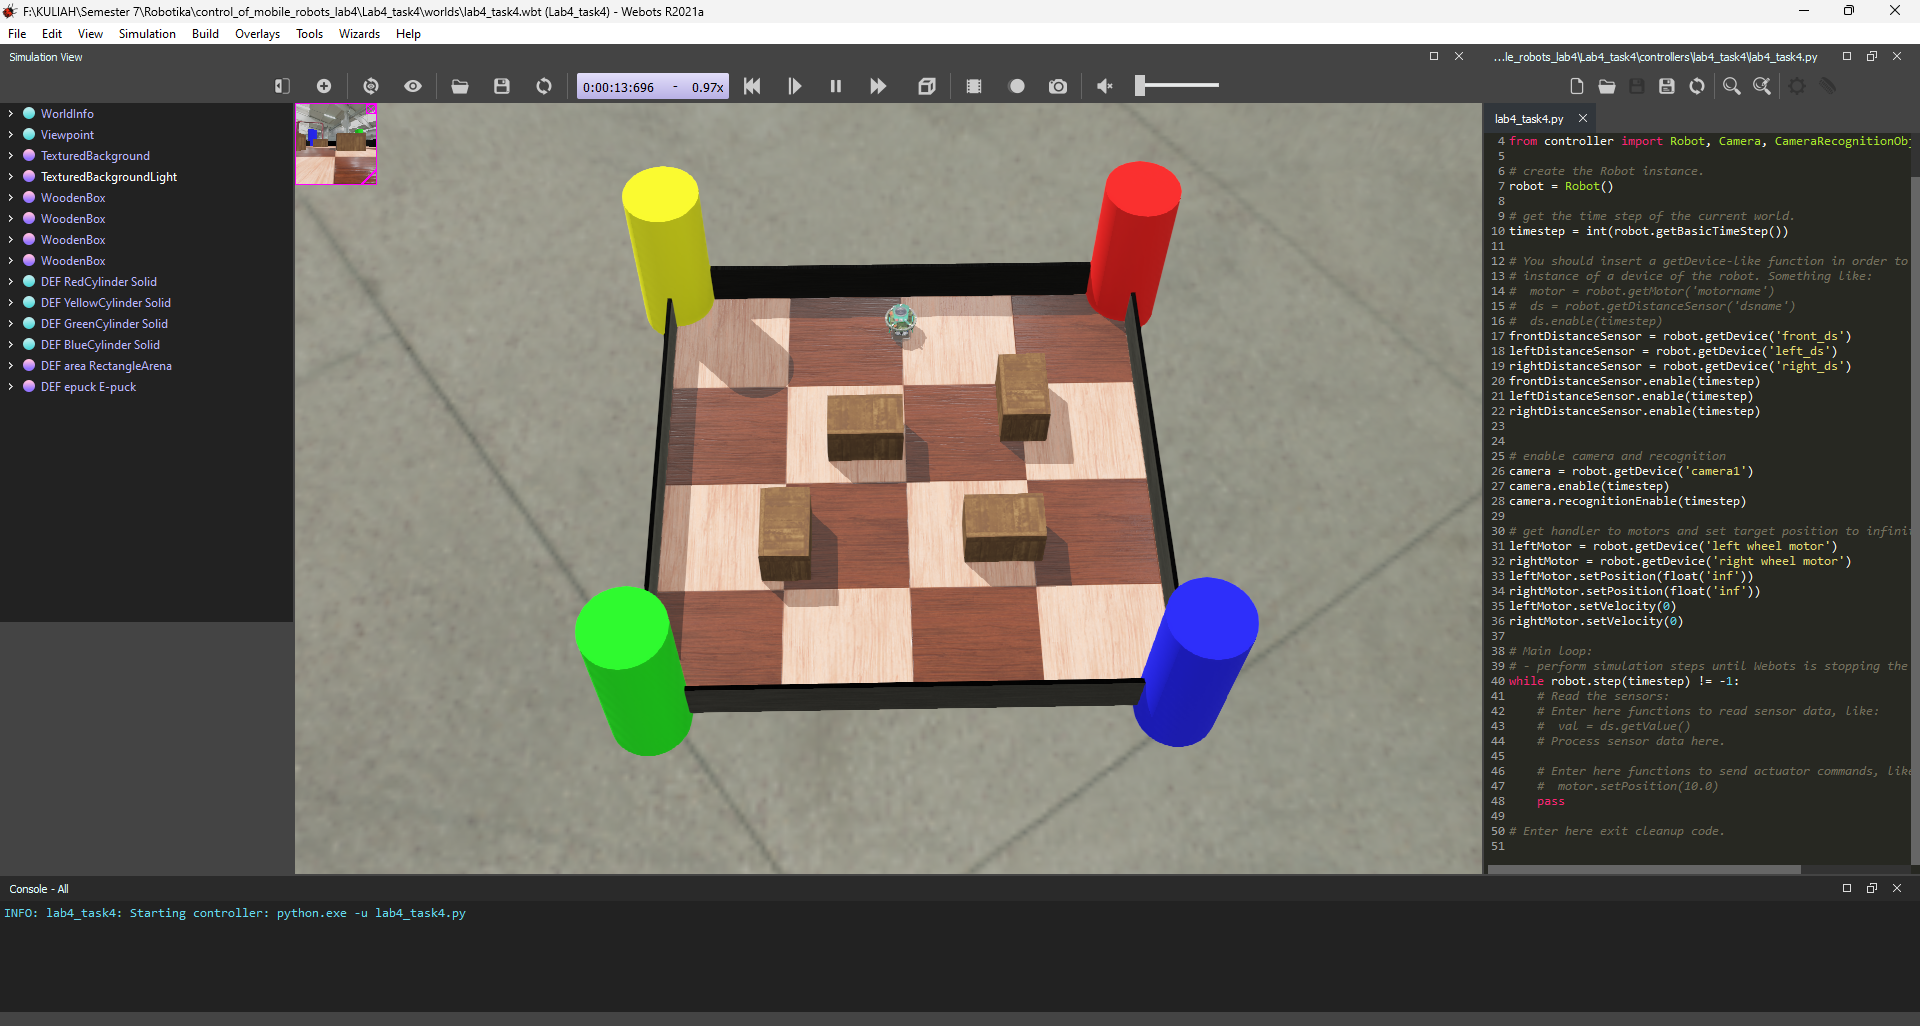 F:\KULIAH\Semester 7\Robotika\control_of_mobile_robots_lab4\Lab4_task4\worlds\lab4_task4.wbt (Lab4_task4) - Webots R2021a
File Edit View Simulation Build Overlays Tools Wizards Help
Simulation View
...le_robots_lab4\Lab4_task4\controllers\lab4_task4\lab4_task4.py
0:00:13:696 - 0.97x
WorldInfo
Viewpoint
TexturedBackground
TexturedBackgroundLight
WoodenBox
WoodenBox
WoodenBox
WoodenBox
DEF RedCylinder Solid
DEF YellowCylinder Solid
DEF GreenCylinder Solid
DEF BlueCylinder Solid
DEF area RectangleArena
DEF epuck E-puck
lab4_task4.py
4 from controller import Robot, Camera, CameraRecognitionObj
5
6 # create the Robot instance.
7 robot = Robot()
8
9 # get the time step of the current world.
10 timestep = int(robot.getBasicTimeStep())
11
12 # You should insert a getDevice-like function in order to
13 # instance of a device of the robot. Something like:
14 #  motor = robot.getMotor('motorname')
15 #  ds = robot.getDistanceSensor('dsname')
16 #  ds.enable(timestep)
17 frontDistanceSensor = robot.getDevice('front_ds')
18 leftDistanceSensor = robot.getDevice('left_ds')
19 rightDistanceSensor = robot.getDevice('right_ds')
20 frontDistanceSensor.enable(timestep)
21 leftDistanceSensor.enable(timestep)
22 rightDistanceSensor.enable(timestep)
23
24
25 # enable camera and recognition
26 camera = robot.getDevice('camera1')
27 camera.enable(timestep)
28 camera.recognitionEnable(timestep)
29
30 # get handler to motors and set target position to infini
31 leftMotor = robot.getDevice('left wheel motor')
32 rightMotor = robot.getDevice('right wheel motor')
33 leftMotor.setPosition(float('inf'))
34 rightMotor.setPosition(float('inf'))
35 leftMotor.setVelocity(0)
36 rightMotor.setVelocity(0)
37
38 # Main loop:
39 # - perform simulation steps until Webots is stopping the
40 while robot.step(timestep) != -1:
41     # Read the sensors:
42     # Enter here functions to read sensor data, like:
43     #  val = ds.getValue()
44     # Process sensor data here.
45
46     # Enter here functions to send actuator commands, lik
47     #  motor.setPosition(10.0)
48     pass
49
50 # Enter here exit cleanup code.
51
Console - All
INFO: lab4_task4: Starting controller: python.exe -u lab4_task4.py